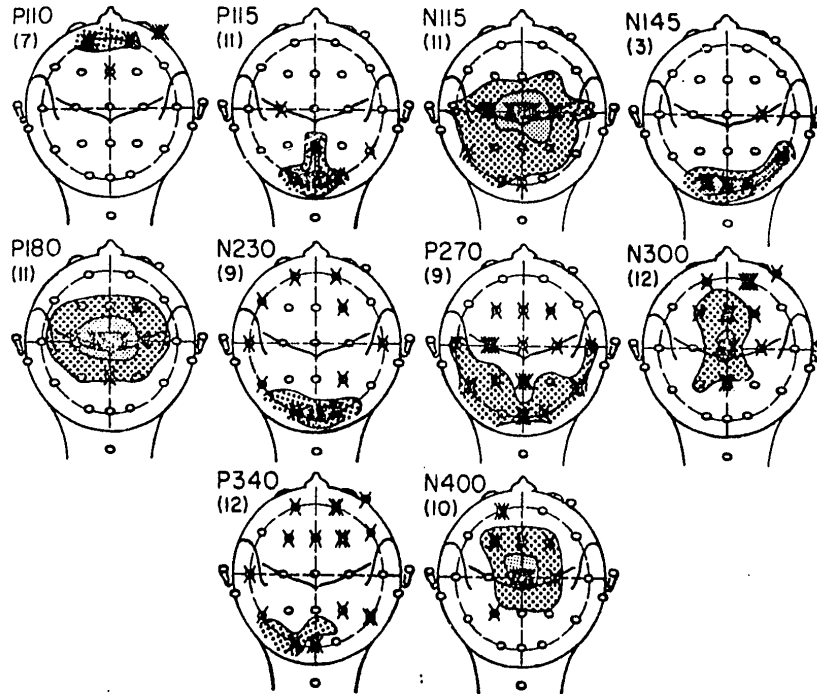 P110
(7)
P115
(11)
N115
(11)
N145
(3)
P180
(11)
N230
(9)
P270
(9)
N300
(12)
P340
(12)
N400
(10)